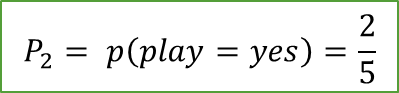 P₂ = p(play = yes) = 2/5